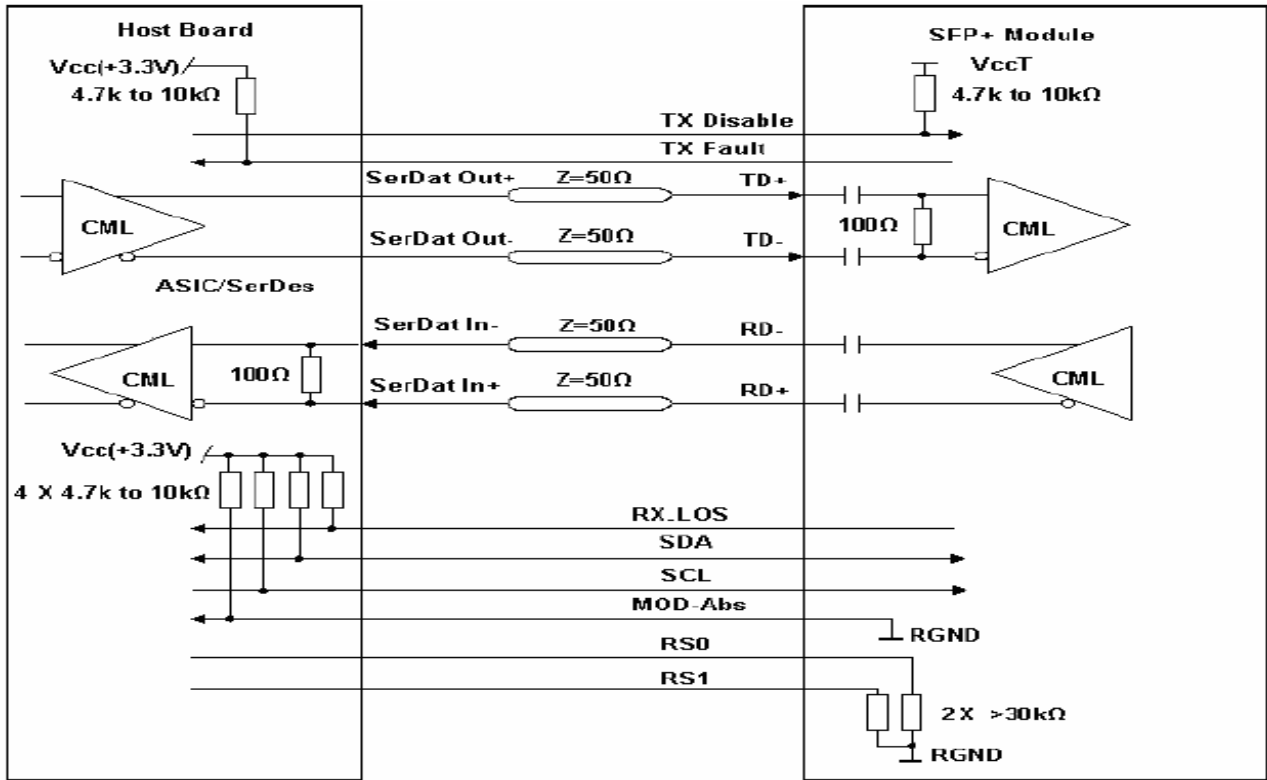 Host Board
SFP+ Module
Vcc(+3.3V)
4.7k to 10kΩ
VccT
4.7k to 10kΩ
TX Disable
TX Fault
SerDat Out+
Z=50Ω
TD+
CML
100Ω
CML
SerDat Out-
Z=50Ω
TD-
ASIC/SerDes
SerDat In-
Z=50Ω
RD-
CML
100Ω
SerDat In+
Z=50Ω
RD+
CML
Vcc(+3.3V)
4 X 4.7k to 10kΩ
RX_LOS
SDA
SCL
MOD-Abs
RGND
RS0
RS1
2X >30kΩ
RGND